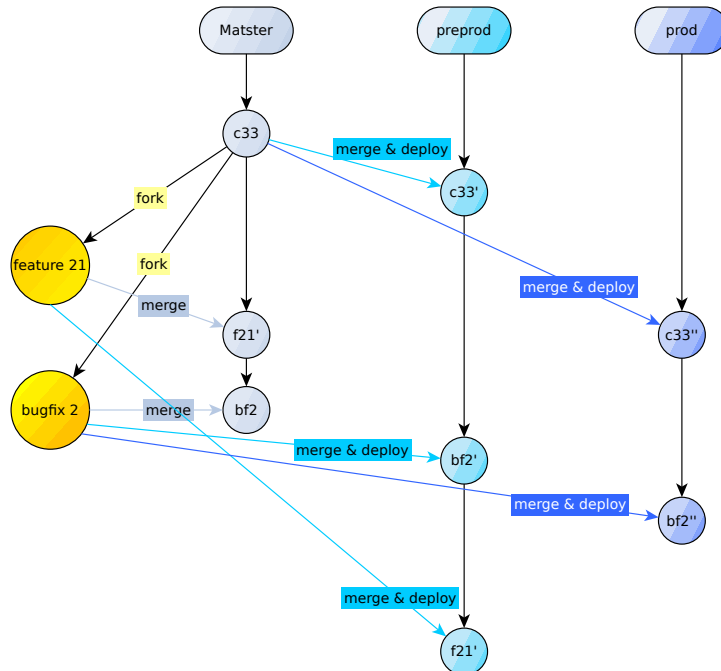 Matster
preprod
prod
c33
merge & deploy
c33'
fork
feature 21
fork
merge & deploy
merge
f21'
c33''
bugfix 2
merge
bf2
merge & deploy
bf2'
merge & deploy
bf2''
merge & deploy
f21'